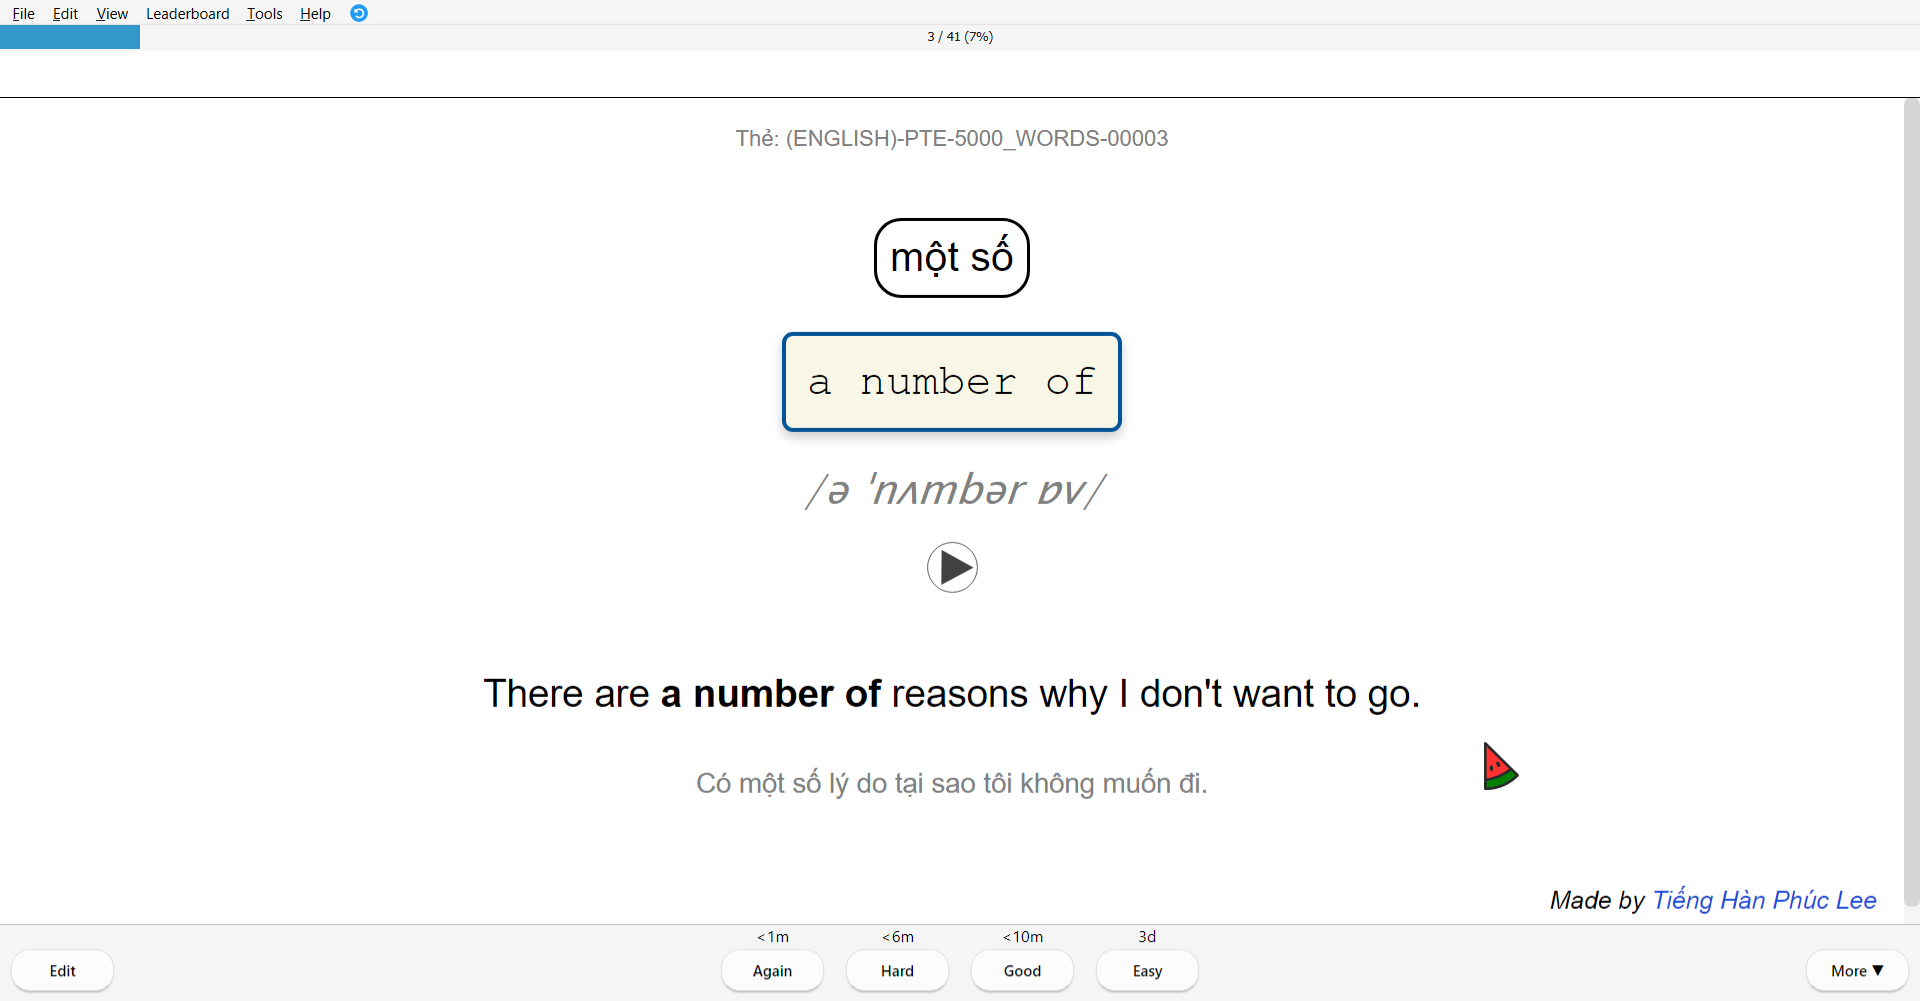 File Edit View Leaderboard Tools Help
3 / 41 (7%)
Thẻ: (ENGLISH)-PTE-5000_WORDS-00003
một số
a number of
/ə ˈnʌmbər ɒv/
There are a number of reasons why I don't want to go.
Có một số lý do tại sao tôi không muốn đi.
Made by Tiếng Hàn Phúc Lee
<1m <6m <10m 3d
Edit Again Hard Good Easy More ▼